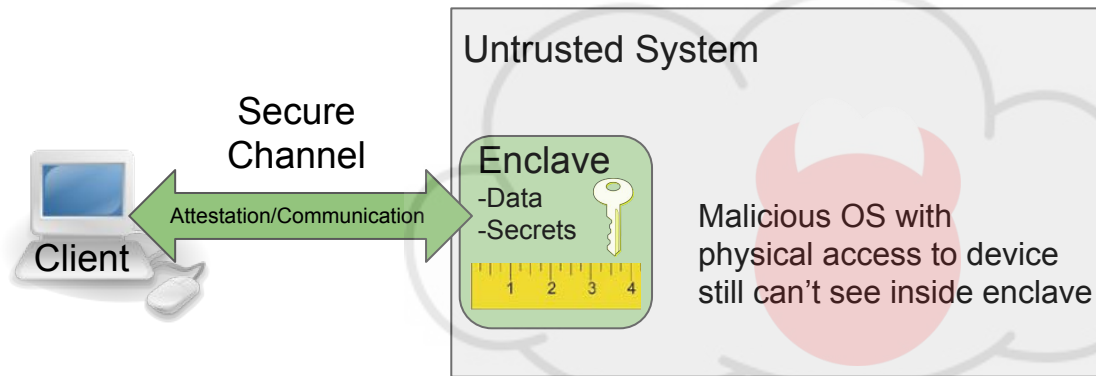 Untrusted System
Secure
Channel
Attestation/Communication
Client
Enclave
-Data
-Secrets
1 2 3 4
Malicious OS with
physical access to device
still can't see inside enclave